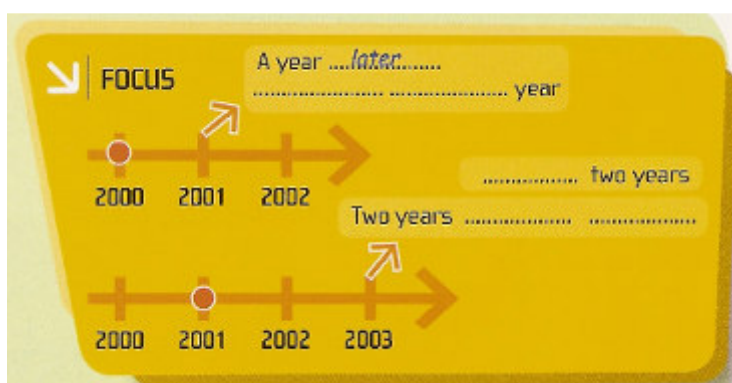 FOCUS
A year ....later.......
........................ ...................... year
2000 2001 2002
................. two years
Two years .................... ....................
2000 2001 2002 2003